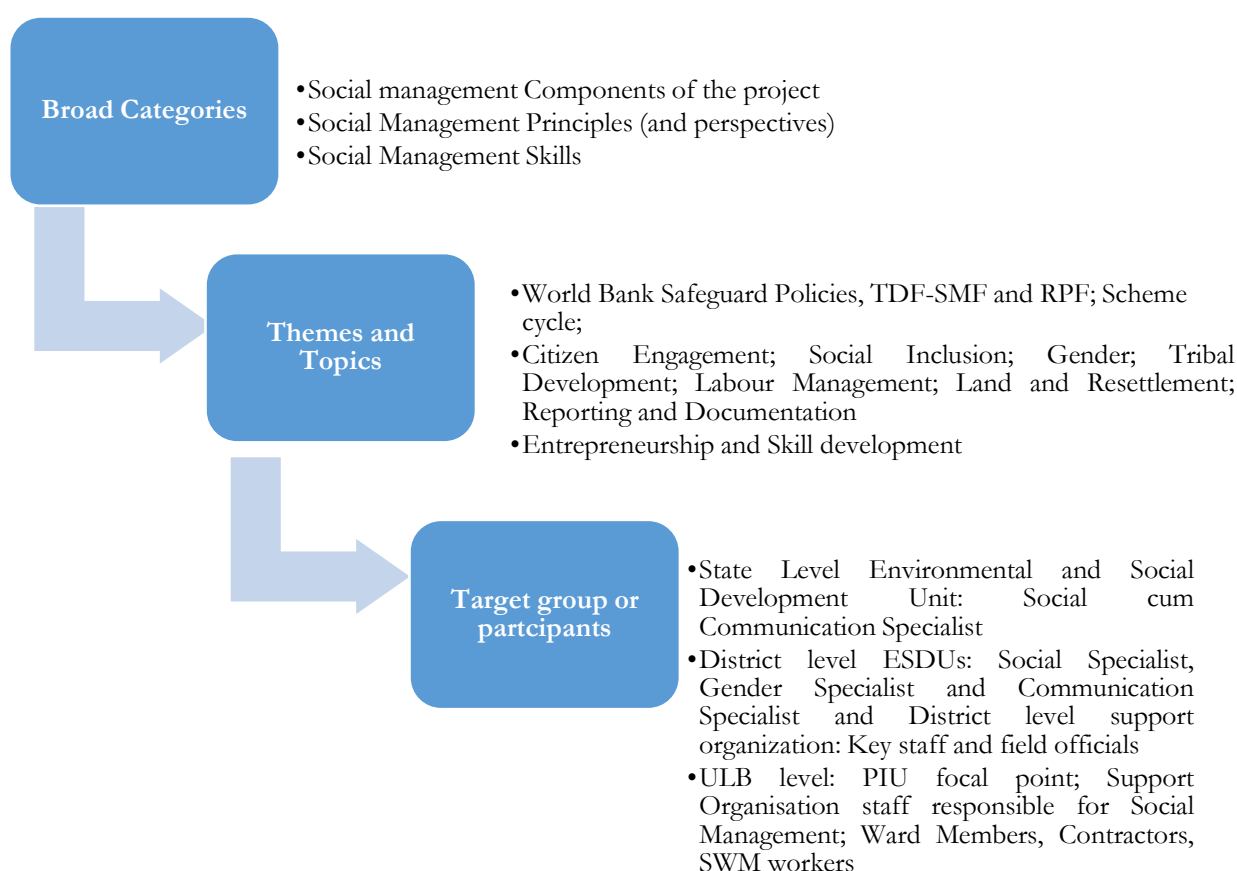 Broad Categories
•Social management Components of the project
•Social Management Principles (and perspectives)
•Social Management Skills
Themes and
Topics
•World Bank Safeguard Policies, TDF-SMF and RPF; Scheme
cycle;
•Citizen Engagement; Social Inclusion; Gender; Tribal
Development; Labour Management; Land and Resettlement;
Reporting and Documentation
•Entrepreneurship and Skill development
Target group or
partcipants
•State Level Environmental and Social
Development Unit: Social cum
Communication Specialist
•District level ESDUs: Social Specialist,
Gender Specialist and Communication
Specialist and District level support
organization: Key staff and field officials
•ULB level: PIU focal point; Support
Organisation staff responsible for Social
Management; Ward Members, Contractors,
SWM workers